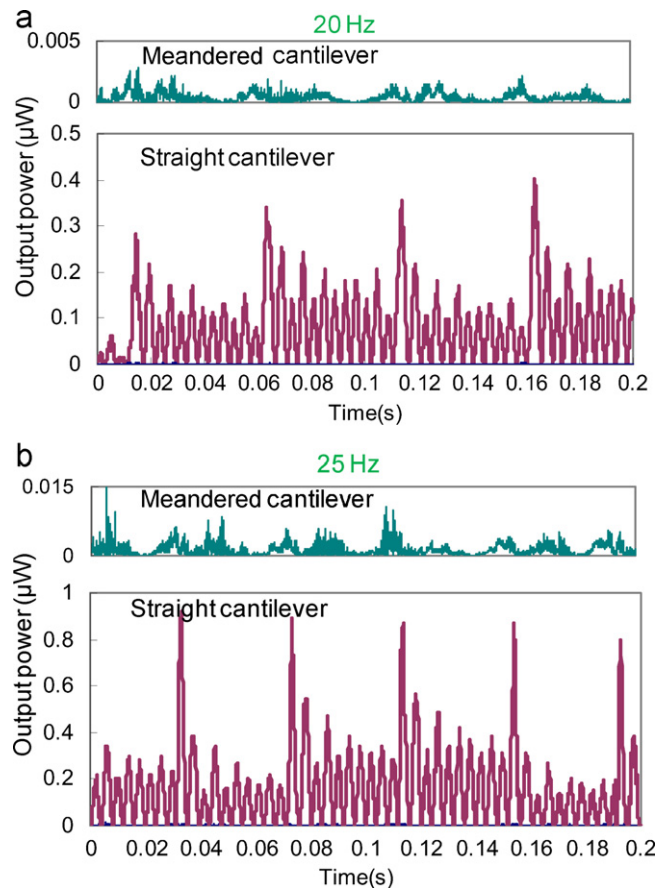 a
20 Hz
0.005
Meandered cantilever
0
0.5
Straight cantilever
0.4
0.3
0.2
0.1
0
Output power (µW)
0 0.02 0.04 0.06 0.08 0.1 0.12 0.14 0.16 0.18 0.2
Time(s)
b
25 Hz
0.015
Meandered cantilever
0
1
Straight cantilever
0.8
0.6
0.4
0.2
0
Output power (µW)
0 0.02 0.04 0.06 0.08 0.1 0.12 0.14 0.16 0.18 0.2
Time(s)